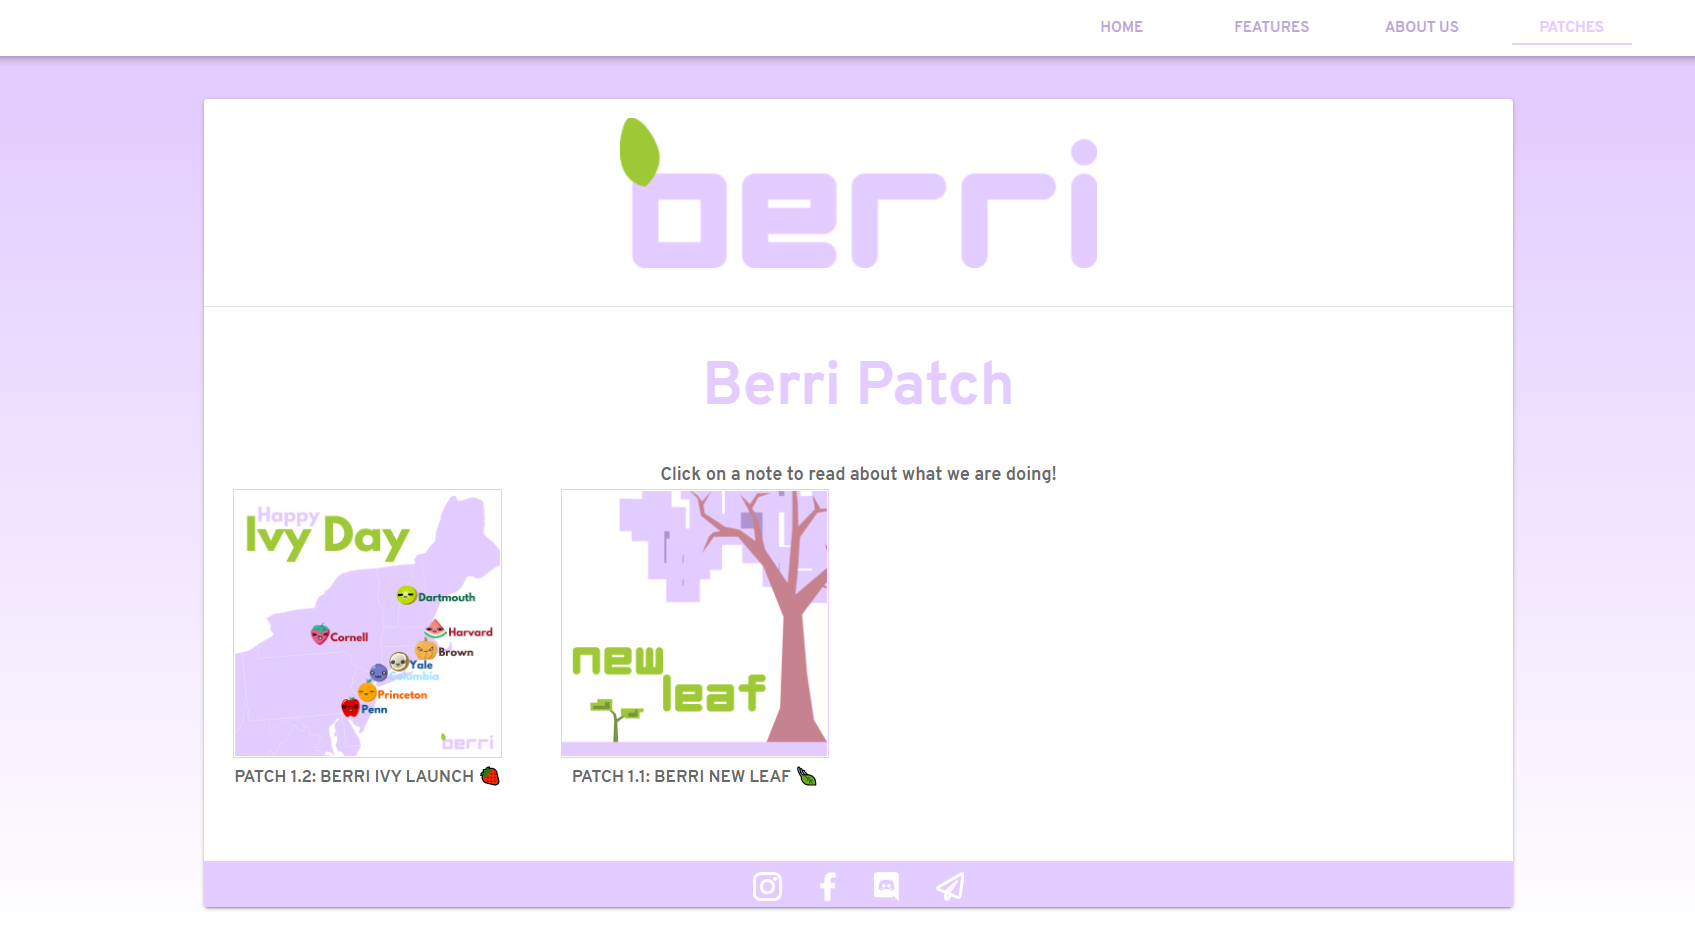 HOME FEATURES ABOUT US PATCHES
berri
Berri Patch
Click on a note to read about what we are doing!
Happy
Ivy Day
Dartmouth
Cornell
Harvard
Brown
Yale
Columbia
Princeton
Penn
berri
new
leaf
PATCH 1.2: BERRI IVY LAUNCH
PATCH 1.1: BERRI NEW LEAF